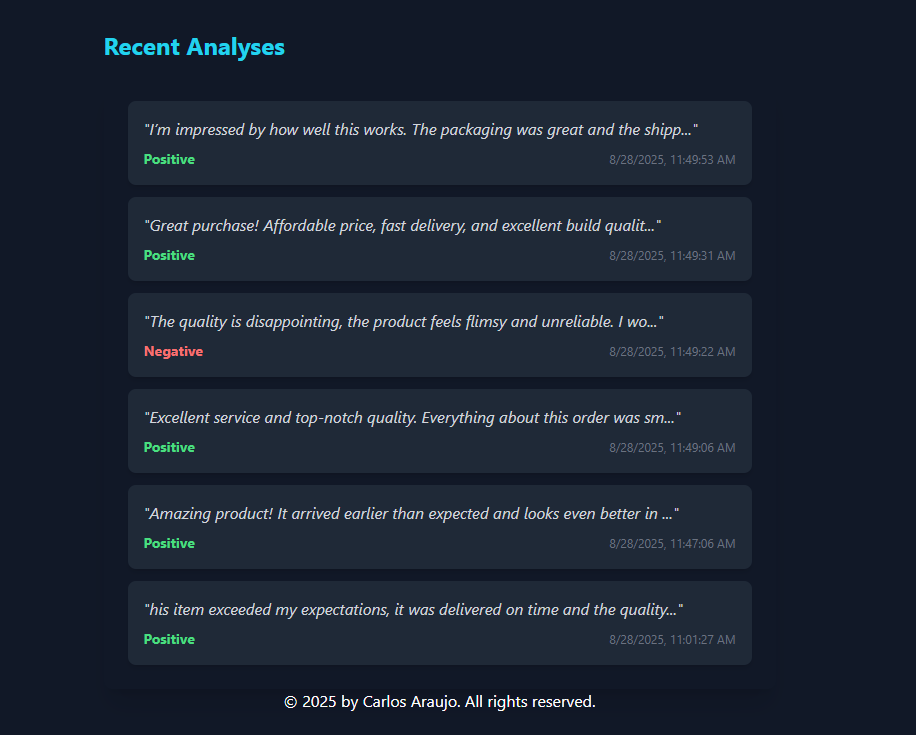 Recent Analyses
"I'm impressed by how well this works. The packaging was great and the shipp..."
Positive 8/28/2025, 11:49:53 AM
"Great purchase! Affordable price, fast delivery, and excellent build qualit..."
Positive 8/28/2025, 11:49:31 AM
"The quality is disappointing, the product feels flimsy and unreliable. I wo..."
Negative 8/28/2025, 11:49:22 AM
"Excellent service and top-notch quality. Everything about this order was sm..."
Positive 8/28/2025, 11:49:06 AM
"Amazing product! It arrived earlier than expected and looks even better in ..."
Positive 8/28/2025, 11:47:06 AM
"his item exceeded my expectations, it was delivered on time and the quality..."
Positive 8/28/2025, 11:01:27 AM
© 2025 by Carlos Araujo. All rights reserved.